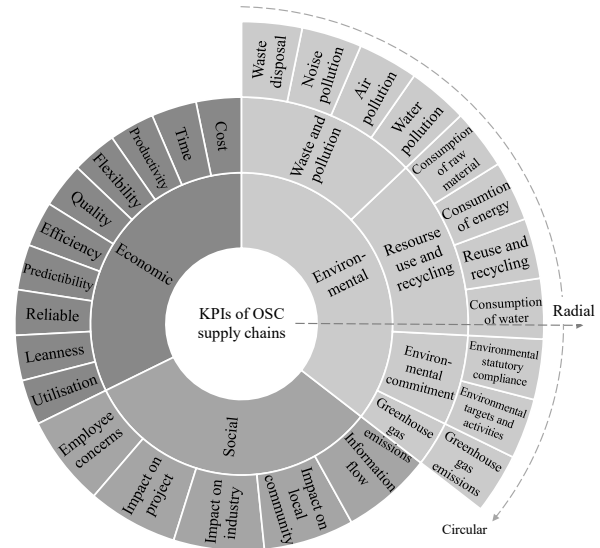 KPIs of OSC
supply chains
Environ-
mental
Social
Economic
Waste and
pollution
Resourse
use and
recycling
Environ-
mental
commitment
Greenhouse
gas
emissions
Waste
disposal
Noise
pollution
Air
pollution
Water
pollution
Consumption
of raw
material
Consumtion
of energy
Reuse and
recycling
Consumption
of water
Environmental
statutory
compliance
Environmental
targets and
activities
Greenhouse
gas
emissions
Information
flow
Impact on
local
community
Impact on
industry
Impact on
project
Employee
concerns
Utilisation
Leanness
Reliable
Predictibility
Efficiency
Quality
Flexibility
Productivity
Time
Cost
Radial
Circular